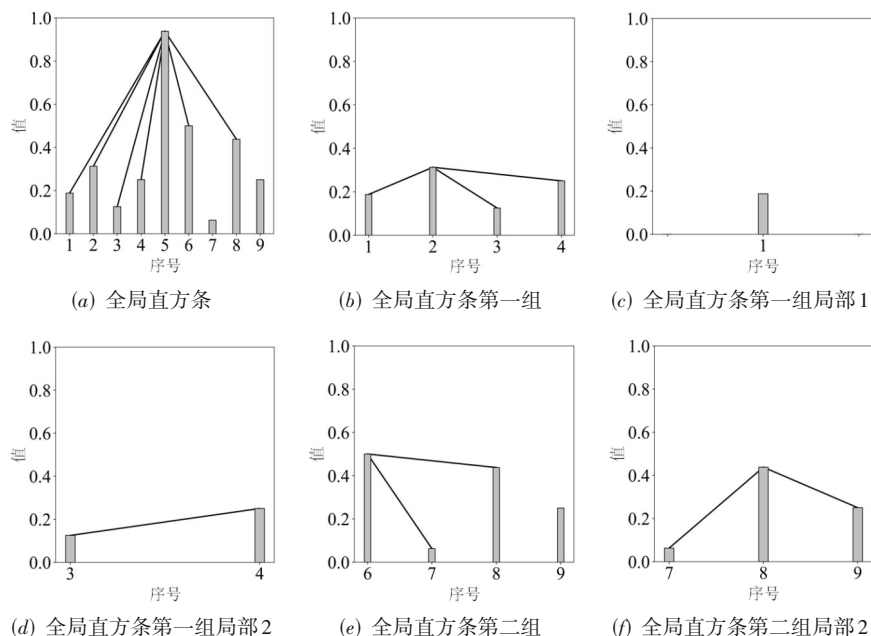 1.0
0.8
0.6
0.4
0.2
0.0
值
1 2 3 4 5 6 7 8 9
序号
(a) 全局直方条
1.0
0.8
0.6
0.4
0.2
0.0
值
1 2 3 4
序号
(b) 全局直方条第一组
1.0
0.8
0.6
0.4
0.2
0.0
值
1
序号
(c) 全局直方条第一组局部1
1.0
0.8
0.6
0.4
0.2
0.0
值
3 4
序号
(d) 全局直方条第一组局部2
1.0
0.8
0.6
0.4
0.2
0.0
值
6 7 8 9
序号
(e) 全局直方条第二组
1.0
0.8
0.6
0.4
0.2
0.0
值
7 8 9
序号
(f) 全局直方条第二组局部2